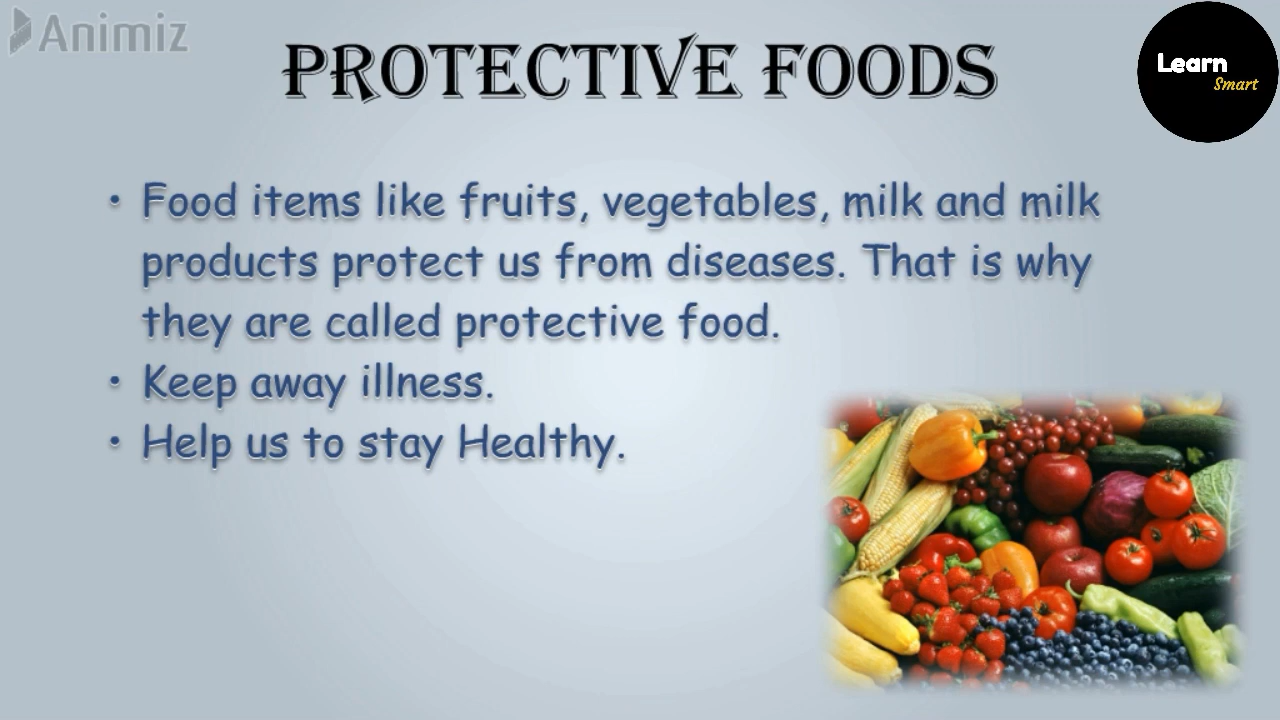 Animiz
PROTECTIVE FOODS
Learn
Smart
• Food items like fruits, vegetables, milk and milk
products protect us from diseases. That is why
they are called protective food.
• Keep away illness.
• Help us to stay Healthy.